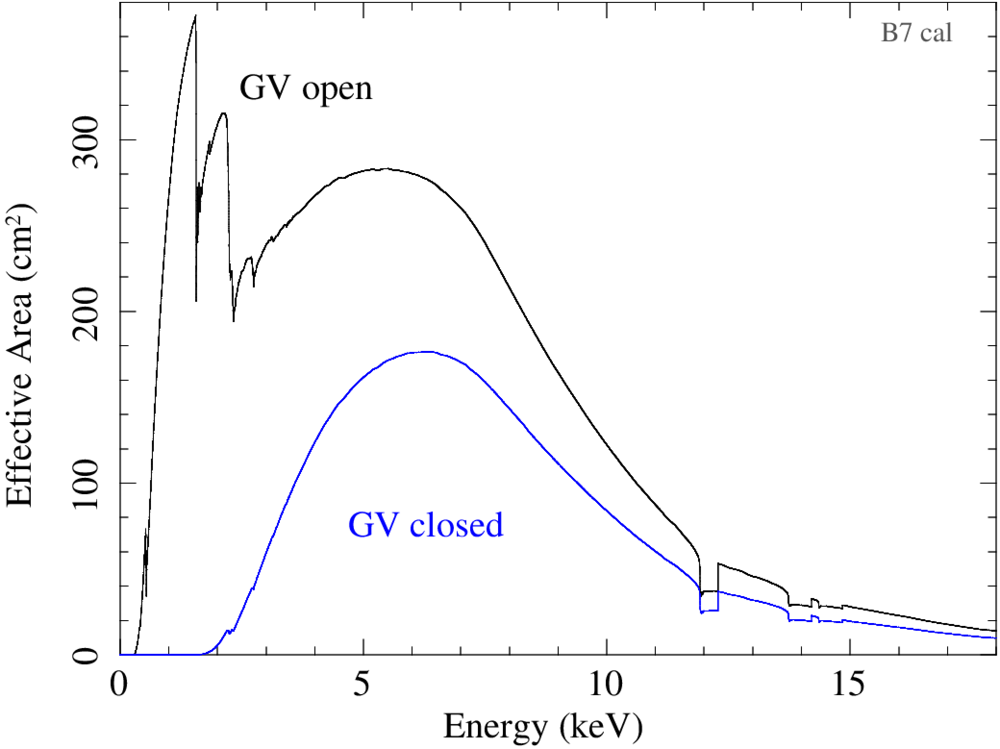 B7 cal
GV open
GV closed
Effective Area (cm²)
300
200
100
0
0 5 10 15
Energy (keV)